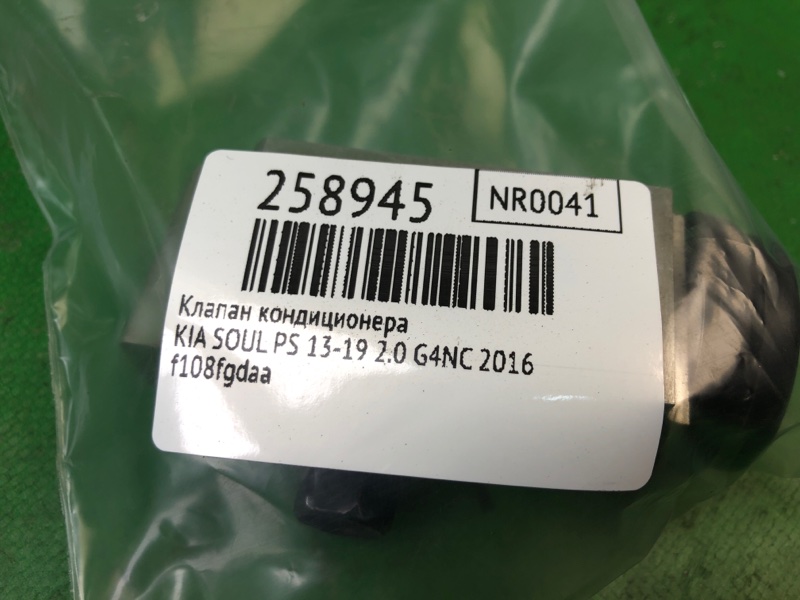 258945
NR0041
Клапан кондиционера
KIA SOUL PS 13-19 2.0 G4NC 2016
f108fgdaa